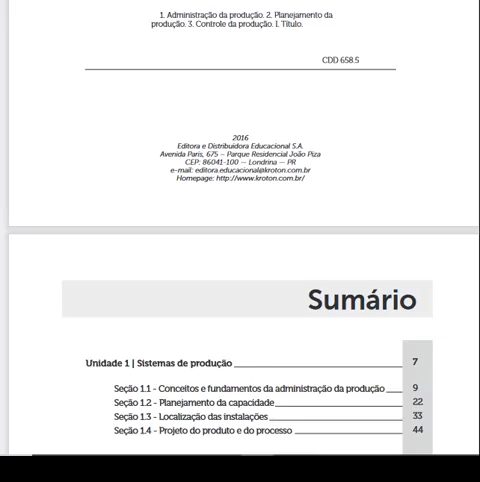 1. Administração da produção. 2. Planejamento da
produção. 3. Controle da produção. I. Título.
CDD 658.5
2016
Editora e Distribuidora Educacional S.A.
Avenida Paris, 675 – Parque Residencial João Piza
CEP: 86041-100 — Londrina — PR
e-mail: editora.educacional@kroton.com.br
Homepage: http://www.kroton.com.br/
Sumário
Unidade 1 | Sistemas de produção 7
Seção 1.1 - Conceitos e fundamentos da administração da produção 9
Seção 1.2 - Planejamento da capacidade 22
Seção 1.3 - Localização das instalações 33
Seção 1.4 - Projeto do produto e do processo 44